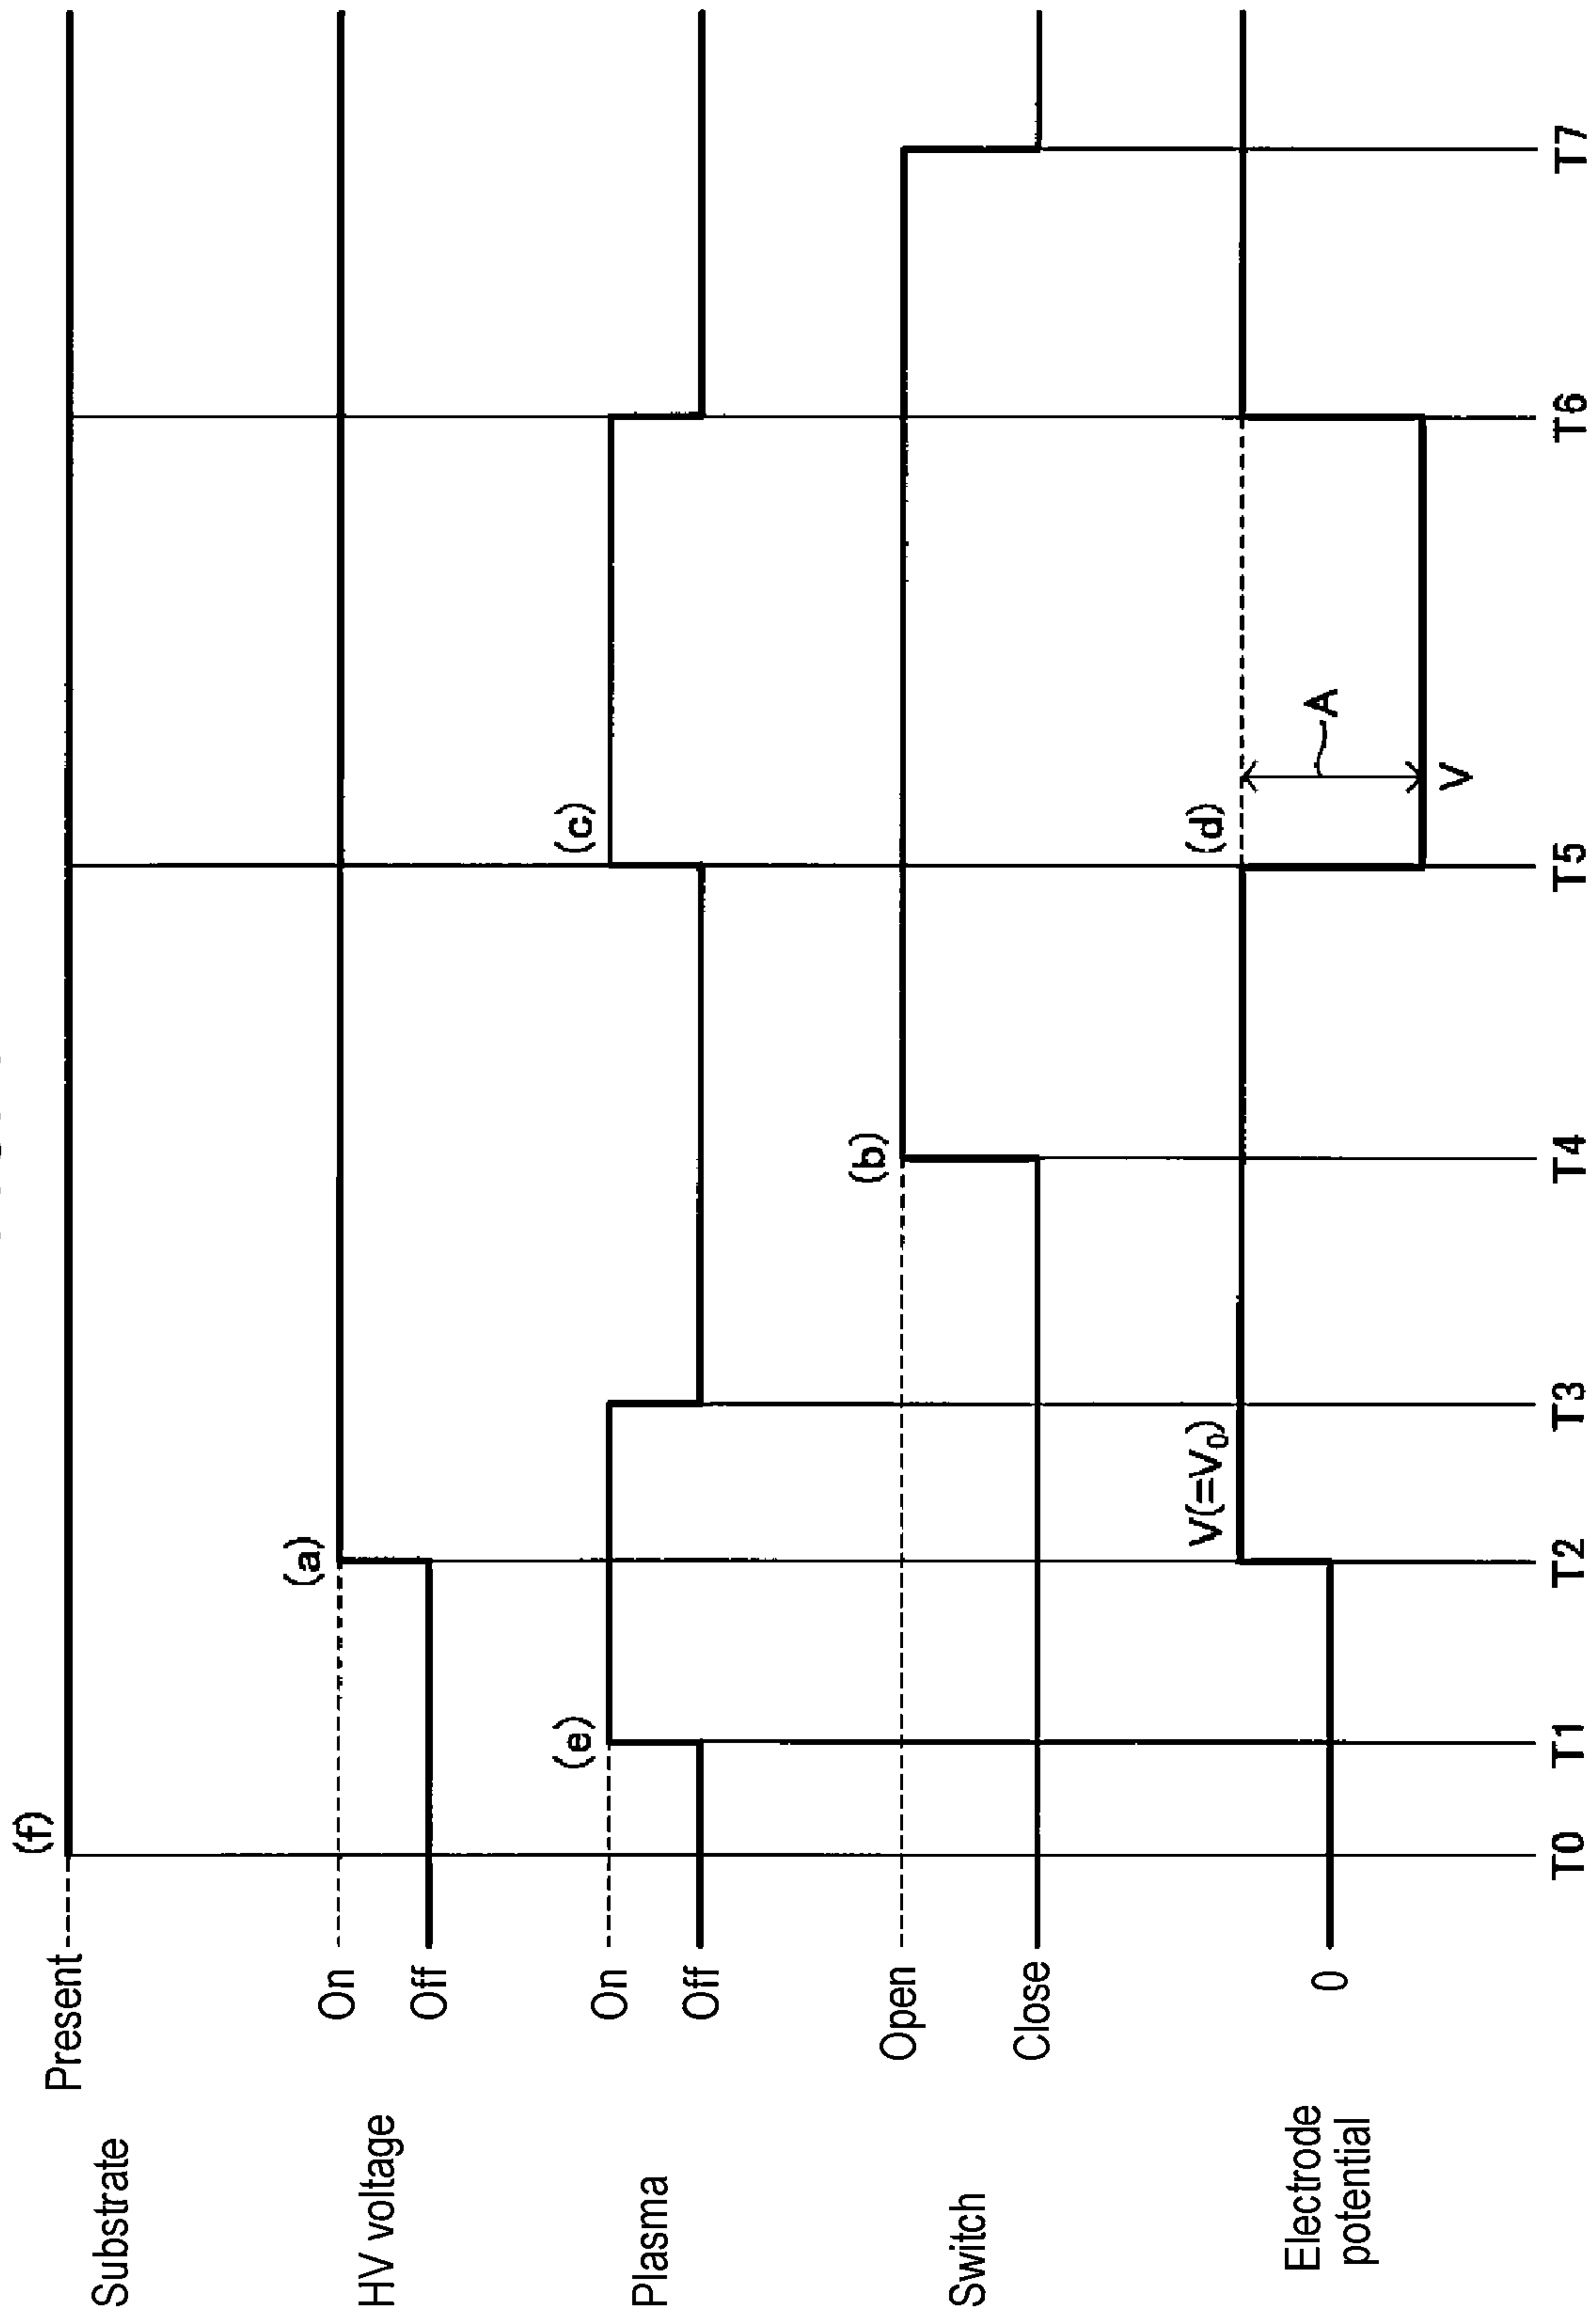 Substrate
Present
(f)
HV voltage
On
Off
(a)
Plasma
On
Off
(e)
(c)
Switch
Open
Close
(b)
Electrode
potential
0
V(=V₀)
(d)
A
V
T0
T1
T2
T3
T4
T5
T6
T7